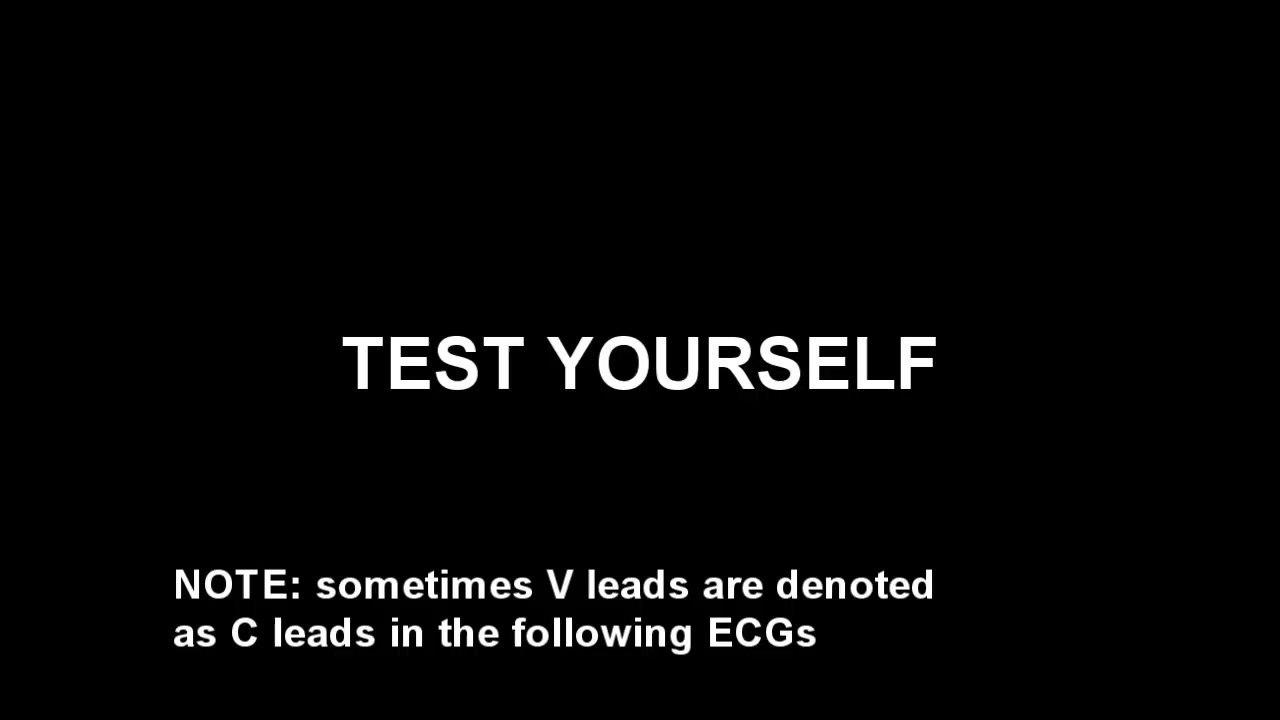 TEST YOURSELF
NOTE: sometimes V leads are denoted
as C leads in the following ECGs